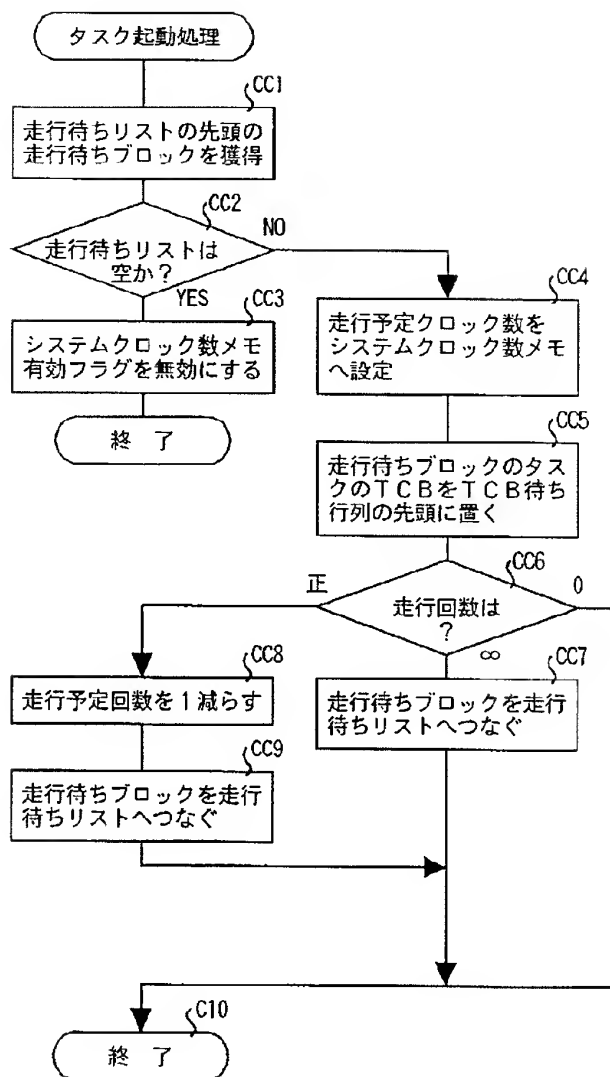 タスク起動処理
CC1
走行待ちリストの先頭の
走行待ちブロックを獲得
CC2
走行待ちリストは
空か？
NO
YES
CC3
システムクロック数メモ
有効フラグを無効にする
終 了
CC4
走行予定クロック数を
システムクロック数メモ
へ設定
CC5
走行待ちブロックのタス
クのＴＣＢをＴＣＢ待ち
行列の先頭に置く
CC6
走行回数は
？
正
0
∞
CC8
走行予定回数を１減らす
CC7
走行待ちブロックを走行
待ちリストへつなぐ
CC9
走行待ちブロックを走行
待ちリストへつなぐ
C10
終 了